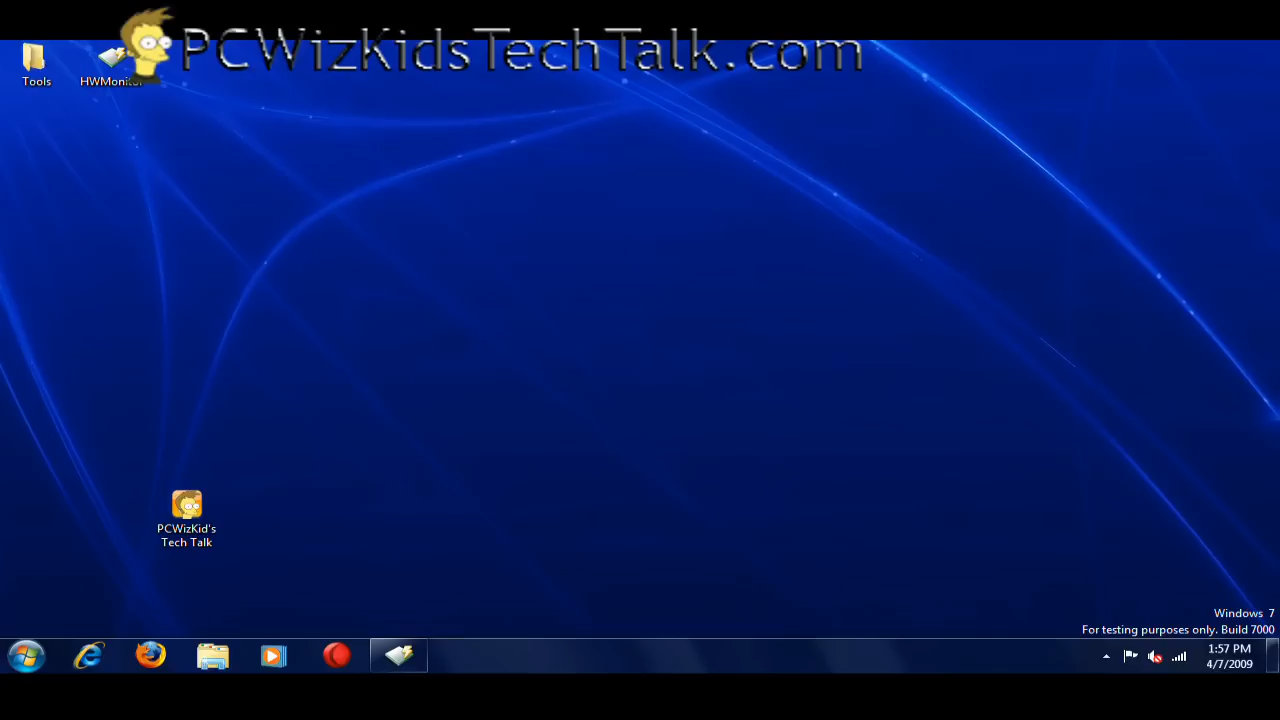 PCWizKidsTechTalk.com
Tools
HWMonitor
PCWizKid's
Tech Talk
Windows 7
For testing purposes only. Build 7000
1:57 PM
4/7/2009